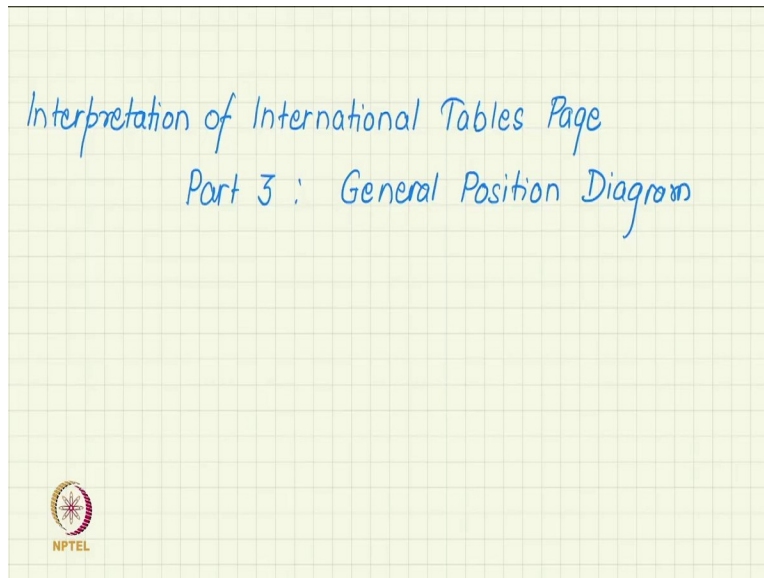 Interpretation of International Tables Page
Part 3 : General Position Diagram
NPTEL